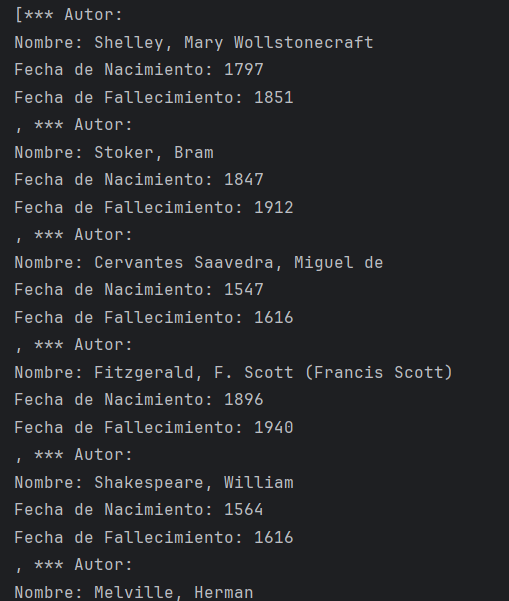 [*** Autor:
Nombre: Shelley, Mary Wollstonecraft
Fecha de Nacimiento: 1797
Fecha de Fallecimiento: 1851
, *** Autor:
Nombre: Stoker, Bram
Fecha de Nacimiento: 1847
Fecha de Fallecimiento: 1912
, *** Autor:
Nombre: Cervantes Saavedra, Miguel de
Fecha de Nacimiento: 1547
Fecha de Fallecimiento: 1616
, *** Autor:
Nombre: Fitzgerald, F. Scott (Francis Scott)
Fecha de Nacimiento: 1896
Fecha de Fallecimiento: 1940
, *** Autor:
Nombre: Shakespeare, William
Fecha de Nacimiento: 1564
Fecha de Fallecimiento: 1616
, *** Autor:
Nombre: Melville, Herman